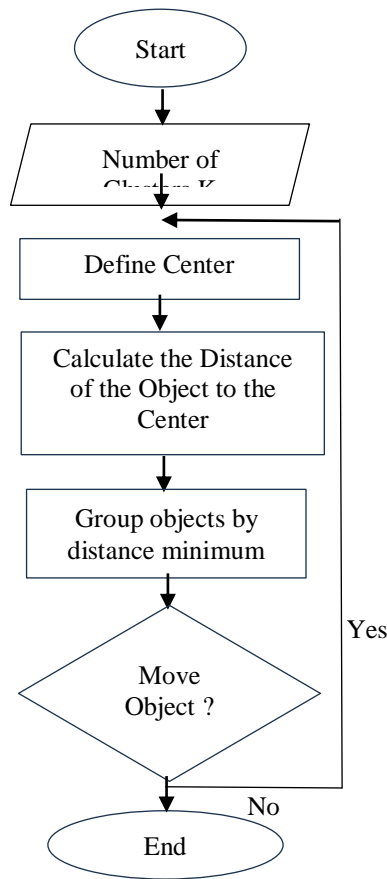 Start
Number of
Define Center
Calculate the Distance
of the Object to the
Center
Group objects by
distance minimum
Yes
Move
Object ?
No
End